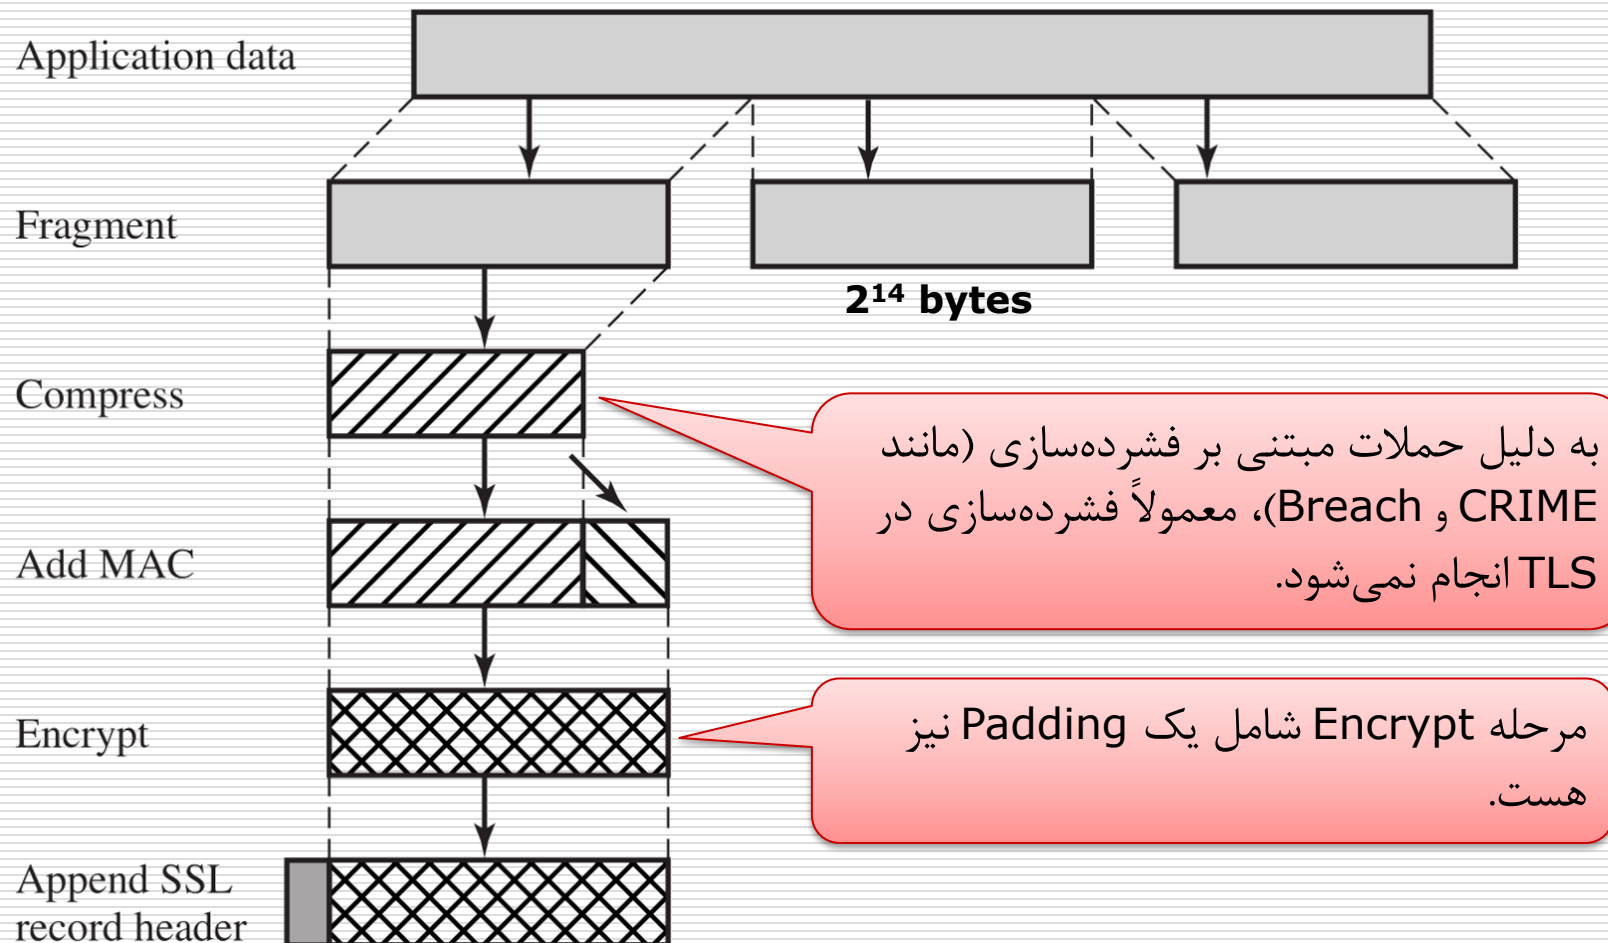 Application data
Fragment
2¹⁴ bytes
Compress
به دلیل حملات مبتنی بر فشرده‌سازی (مانند
CRIME و Breach)، معمولاً فشرده‌سازی در
TLS انجام نمی‌شود.
Add MAC
Encrypt
مرحله Encrypt شامل یک Padding نیز
هست.
Append SSL
record header